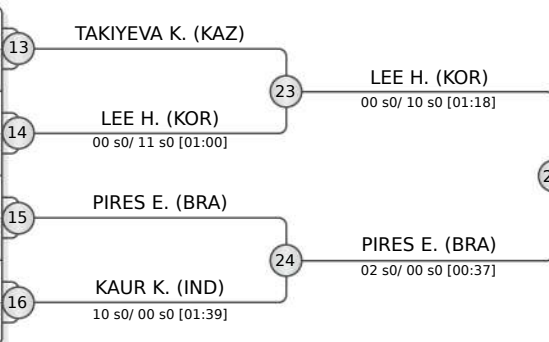 13
TAKIYEVA K. (KAZ)
23
LEE H. (KOR)
00 s0/ 10 s0 [01:18]
14
LEE H. (KOR)
00 s0/ 11 s0 [01:00]
15
PIRES E. (BRA)
24
PIRES E. (BRA)
02 s0/ 00 s0 [00:37]
16
KAUR K. (IND)
10 s0/ 00 s0 [01:39]